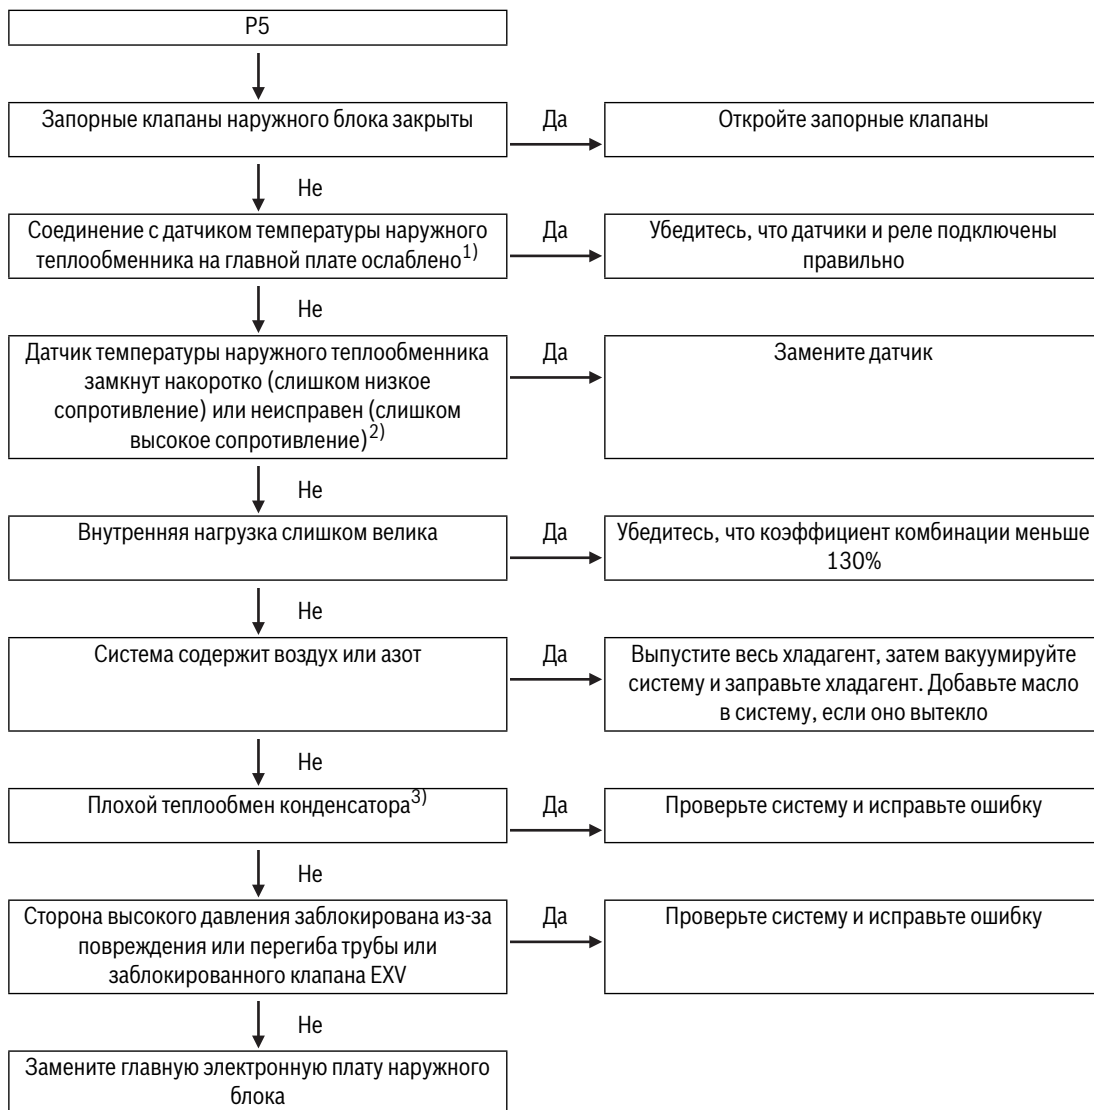 P5
Запорные клапаны наружного блока закрыты
Да
Откройте запорные клапаны
Не
Соединение с датчиком температуры наружного
теплообменника на главной плате ослаблено1)
Да
Убедитесь, что датчики и реле подключены
правильно
Не
Датчик температуры наружного теплообменника
замкнут накоротко (слишком низкое
сопротивление) или неисправен (слишком
высокое сопротивление)2)
Да
Замените датчик
Не
Внутренняя нагрузка слишком велика
Да
Убедитесь, что коэффициент комбинации меньше
130%
Не
Система содержит воздух или азот
Да
Выпустите весь хладагент, затем вакуумируйте
систему и заправьте хладагент. Добавьте масло
в систему, если оно вытекло
Не
Плохой теплообмен конденсатора3)
Да
Проверьте систему и исправьте ошибку
Не
Сторона высокого давления заблокирована из-за
повреждения или перегиба трубы или
заблокированного клапана EXV
Да
Проверьте систему и исправьте ошибку
Не
Замените главную электронную плату наружного
блока